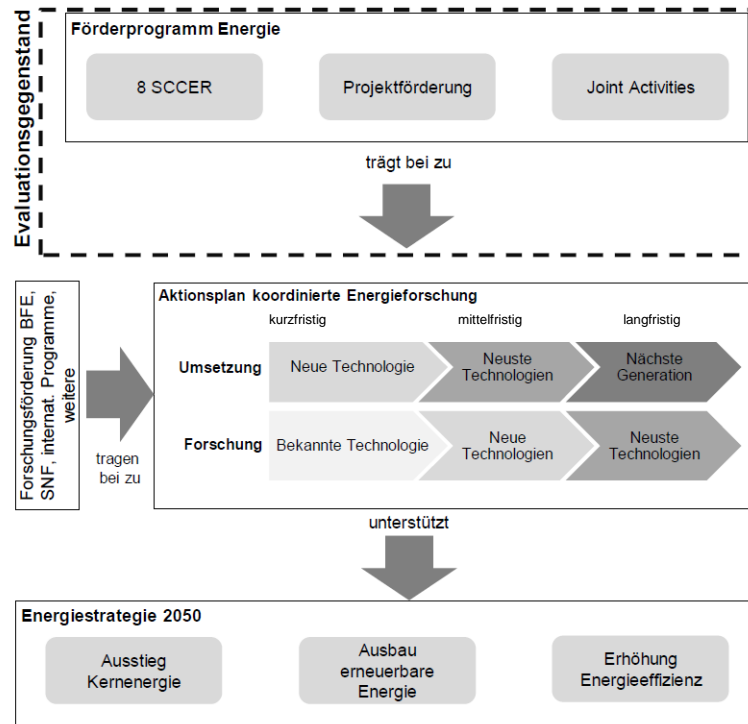 Evaluationsgegenstand
Förderprogramm Energie
8 SCCER
Projektförderung
Joint Activities
trägt bei zu
Forschungsförderung BFE,
SNF, internat. Programme,
weitere
tragen
bei zu
Aktionsplan koordinierte Energieforschung
kurzfristig
mittelfristig
langfristig
Umsetzung
Neue Technologie
Neuste
Technologien
Nächste
Generation
Forschung
Bekannte Technologie
Neue
Technologien
Neuste
Technologien
unterstützt
Energiestrategie 2050
Ausstieg
Kernenergie
Ausbau
erneuerbare
Energie
Erhöhung
Energieeffizienz